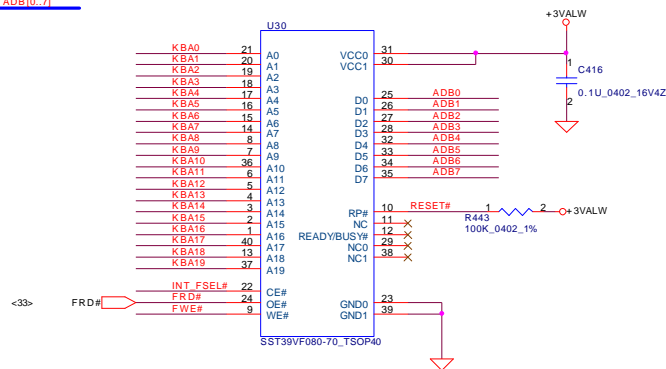 ADB[0..7]
U30
+3VALW
KBA0 21 A0 VCC0 31
KBA1 20 A1 VCC1 30
KBA2 19 A2
KBA3 18 A3
KBA4 17 A4 D0 25 ADB0
KBA5 16 A5 D1 26 ADB1
KBA6 15 A6 D2 27 ADB2
KBA7 14 A7 D3 28 ADB3
KBA8 8 A8 D4 32 ADB4
KBA9 7 A9 D5 33 ADB5
KBA10 36 A10 D6 34 ADB6
KBA11 6 A11 D7 35 ADB7
KBA12 5 A12
KBA13 4 A13
KBA14 3 A14 RP# 10 RESET# 1 2 +3VALW
KBA15 2 A15 NC 11 R443
KBA16 1 A16 READY/BUSY# 12 100K_0402_1%
KBA17 40 A17 NC0 29
KBA18 13 A18 NC1 38
KBA19 37 A19
1 C416
2 0.1U_0402_16V4Z
INT_FSEL# 22 CE#
<33> FRD# FRD# 24 OE# GND0 23
FWE# 9 WE# GND1 39
SST39VF080-70_TSOP40